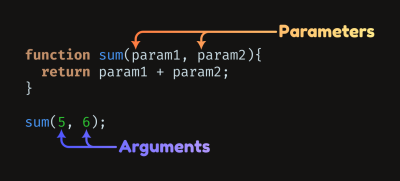 Parameters
function sum(param1, param2){
  return param1 + param2;
}
sum(5, 6);
Arguments